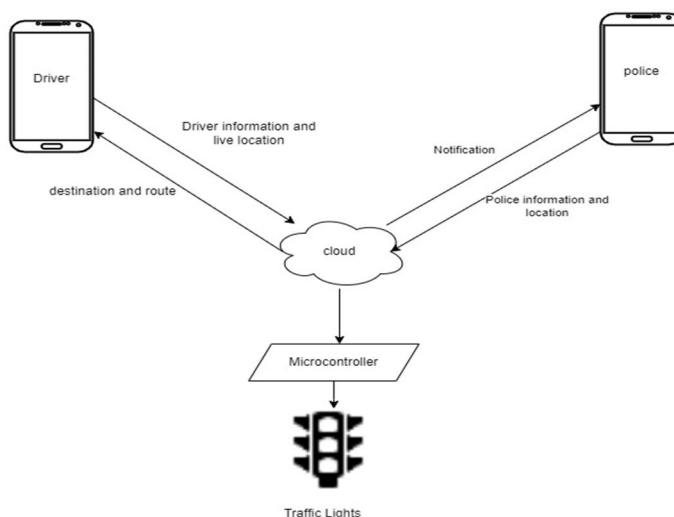 Driver
police
Driver information and
live location
Notification
destination and route
Police information and
location
cloud
Microcontroller
Traffic Lights